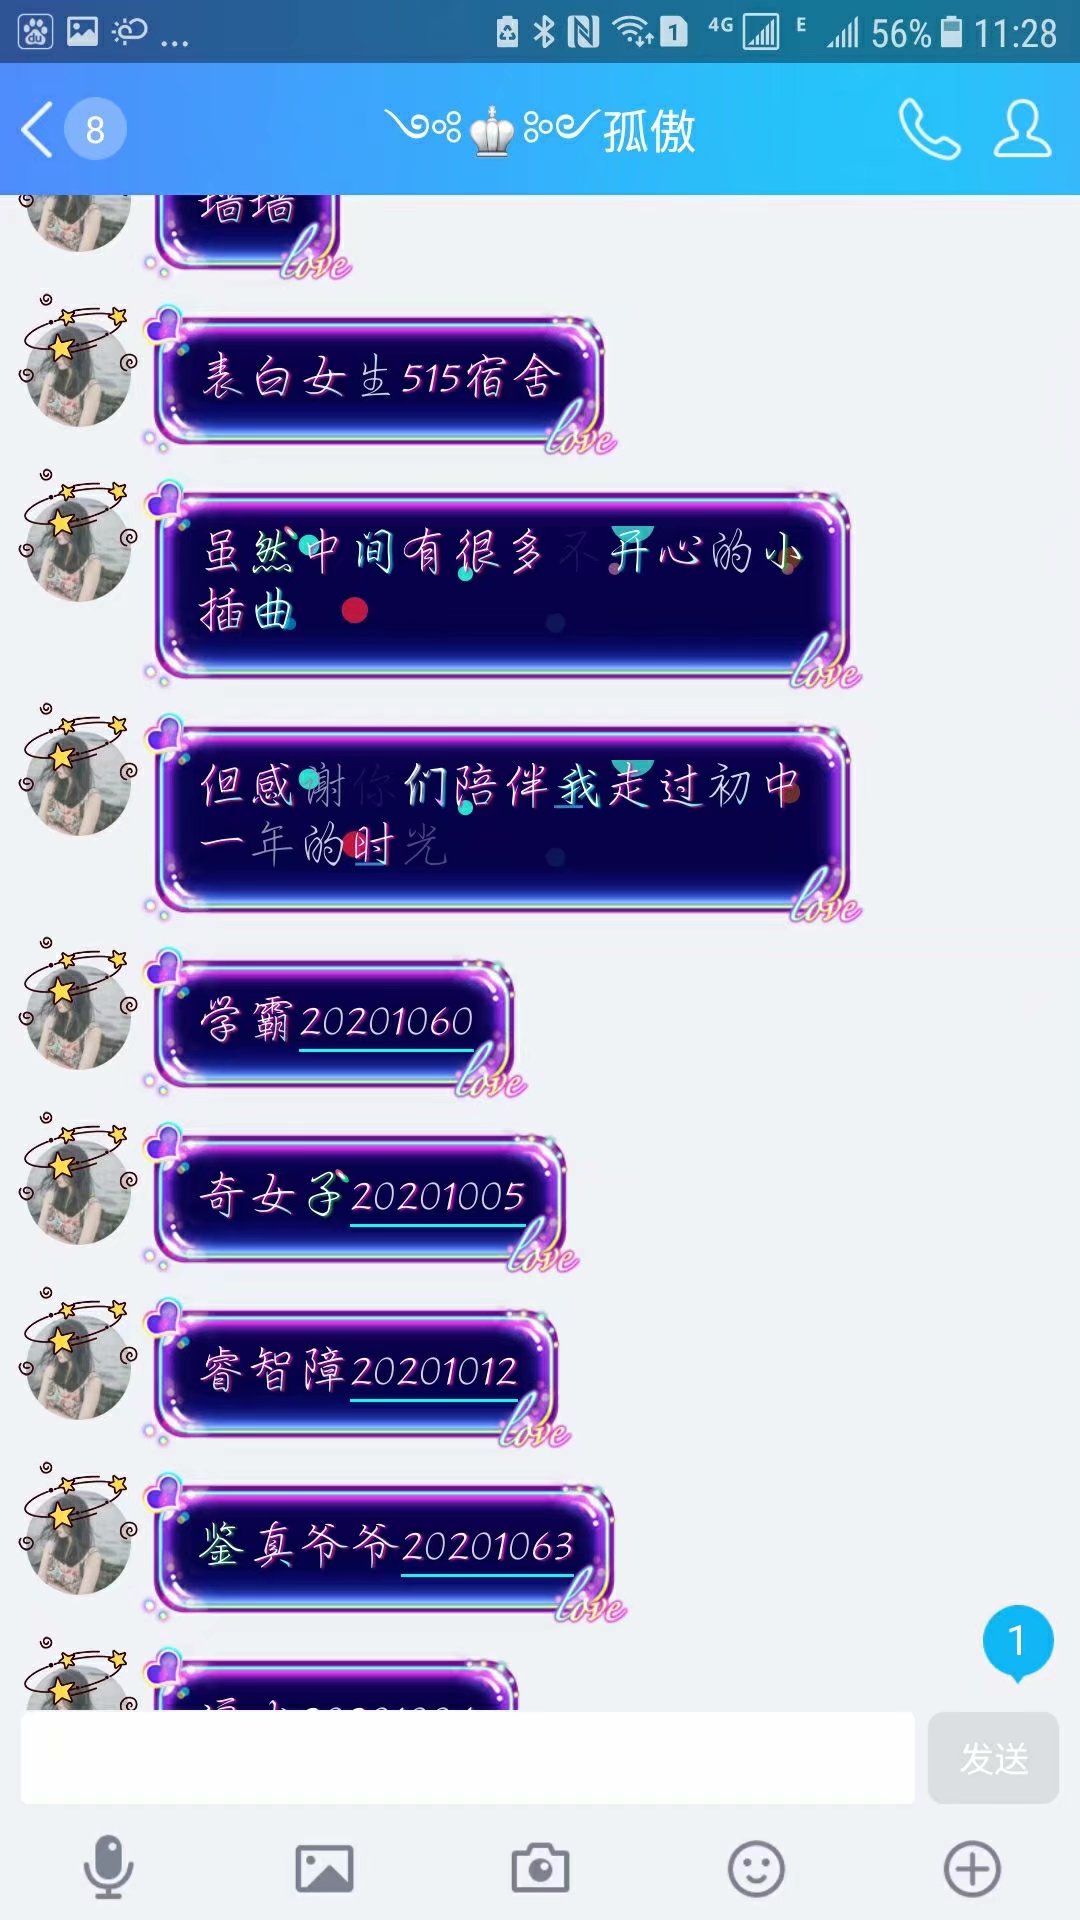 4G
E
56%
11:28
8
孤傲
墙墙
love
表白女生515宿舍
love
虽然中间有很多不开心的小
插曲
love
但感谢你们陪伴我走过初中
一年的时光
love
学霸20201060
love
奇女子20201005
love
睿智障20201012
love
鉴真爷爷20201063
love
1
发送